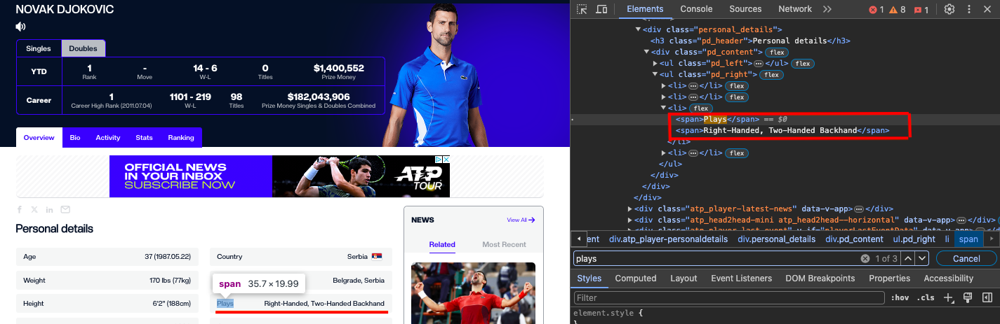 NOVAK DJOKOVIC
Singles Doubles
YTD 1 - 14 - 6 0 $1,400,552
Rank Move W-L Titles Prize Money
Career 1 1101 - 219 98 $182,043,906
Career High Rank (2011.07.04) W-L Titles Prize Money Singles & Doubles Combined
Overview Bio Activity Stats Ranking
OFFICIAL NEWS
IN YOUR INBOX
SUBSCRIBE NOW
ATP
TOUR
Personal details
Age 37 (1987.05.22) Country Serbia
Weight 170 lbs (77kg) Belgrade, Serbia
span 35.7 × 19.99
Height 6'2" (188cm) Plays Right-Handed, Two-Handed Backhand
NEWS View All
Related Most Recent
Elements Console Sources Network 1 8 1
<div class="personal_details">
<h3 class="pd_header">Personal details</h3>
<div class="pd_content"> flex
<ul class="pd_left"> … </ul> flex
<ul class="pd_right"> flex
<li> … </li> flex
<li> … </li> flex
<li> flex
<span>Plays</span> == $0
<span>Right-Handed, Two-Handed Backhand</span>
</li>
<li> … </li> flex
</ul>
</div>
</div>
</div>
<div class="atp_player-latest-news" data-v-app> … </div>
<div class="atp_head2head-mini atp_head2head--horizontal" data-v-app> … </div>
ent div.atp_player-personaldetails div.personal_details div.pd_content ul.pd_right li span
plays 1 of 3 Cancel
Styles Computed Layout Event Listeners DOM Breakpoints Properties Accessibility
Filter :hov .cls
element.style {